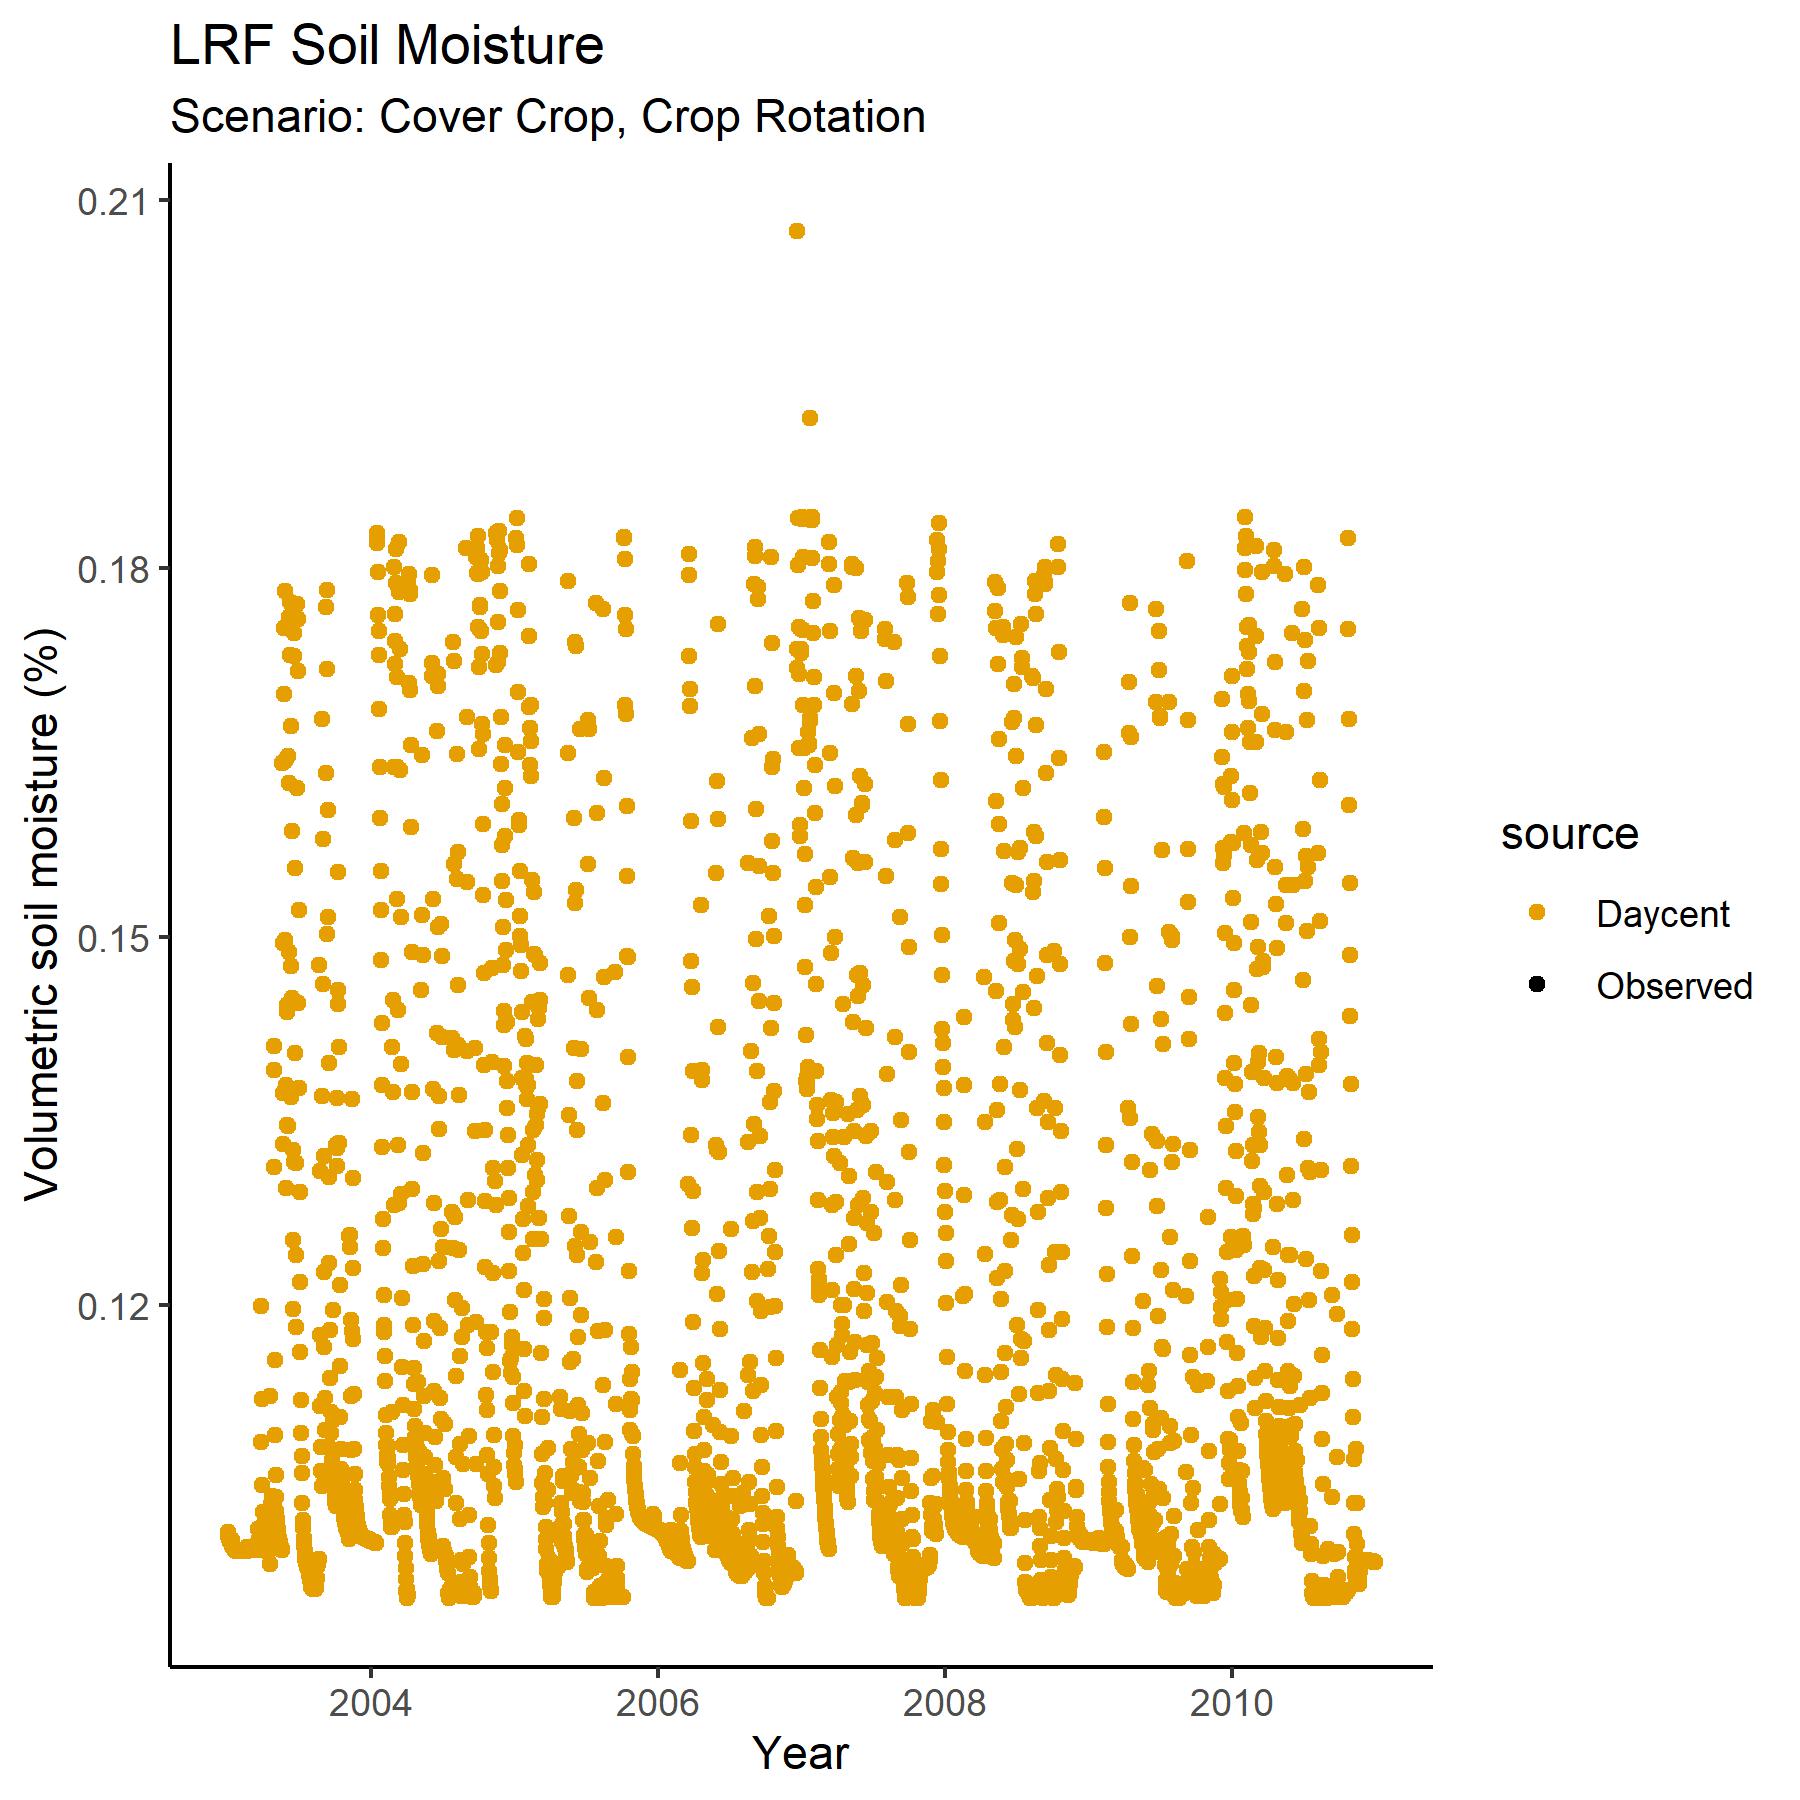 LRF Soil Moisture
Scenario: Cover Crop, Crop Rotation
Volumetric soil moisture (%)
0.21
0.18
0.15
0.12
2004 2006 2008 2010
Year
source
Daycent
Observed